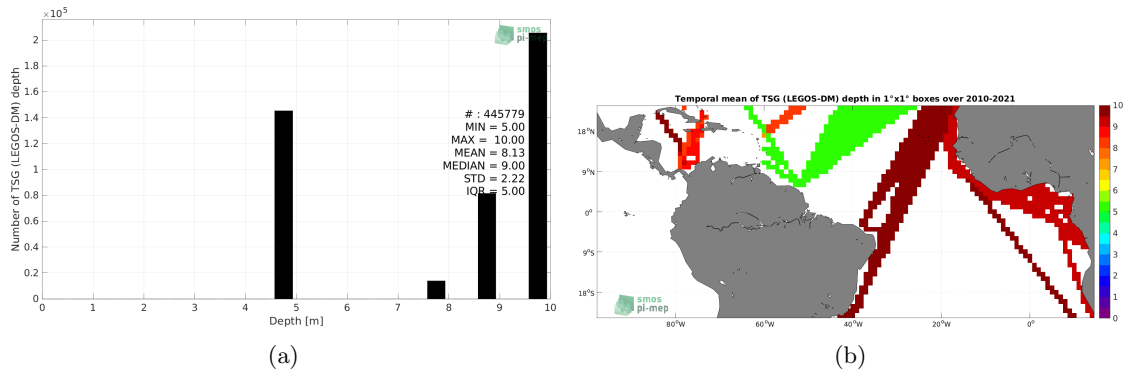 ×10⁵
2
1.8
1.6
1.4
1.2
1
0.8
0.6
0.4
0.2
0
Number of TSG (LEGOS-DM) depth
smos
pi-mep
# : 445779
MIN = 5.00
MAX = 10.00
MEAN = 8.13
MEDIAN = 9.00
STD = 2.22
IQR = 5.00
0 1 2 3 4 5 6 7 8 9 10
Depth [m]
(a)
Temporal mean of TSG (LEGOS-DM) depth in 1°x1° boxes over 2010-2021
18°N
9°N
0°
9°S
18°S
smos
pi-mep
80°W 60°W 40°W 20°W 0°
10
9
8
7
6
5
4
3
2
1
0
(b)